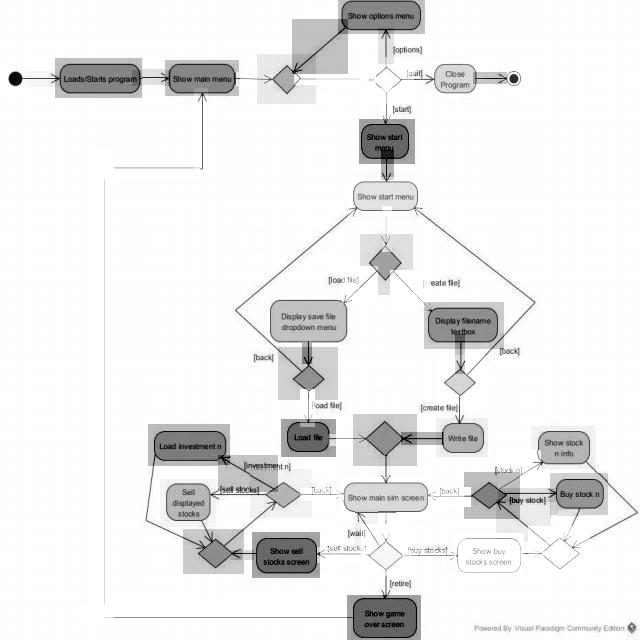 Show options menu
[options]
Loads/Starts program
Show main menu
[quit]
Close
Program
[start]
Show start
menu
Show start menu
[load file]
[create file]
Display save file
dropdown menu
Display filename
textbox
[back]
[back]
[load file]
[create file]
Load investment n
Load file
Write file
Show stock
n info
[investment n]
[stock n]
Sell
displayed
stocks
[sell stock]
[back]
Show main sim screen
[back]
[buy stock]
Buy stock n
[wait]
Show sell
stocks screen
[sell stock]
[buy stocks]
Show buy
stocks screen
[retire]
Show game
over screen
Powered By Visual Paradigm Community Edition